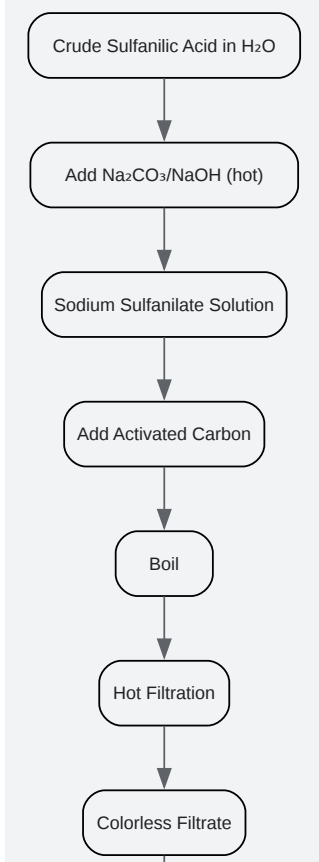 Crude Sulfanilic Acid in H₂O
Add Na₂CO₃/NaOH (hot)
Sodium Sulfanilate Solution
Add Activated Carbon
Boil
Hot Filtration
Colorless Filtrate